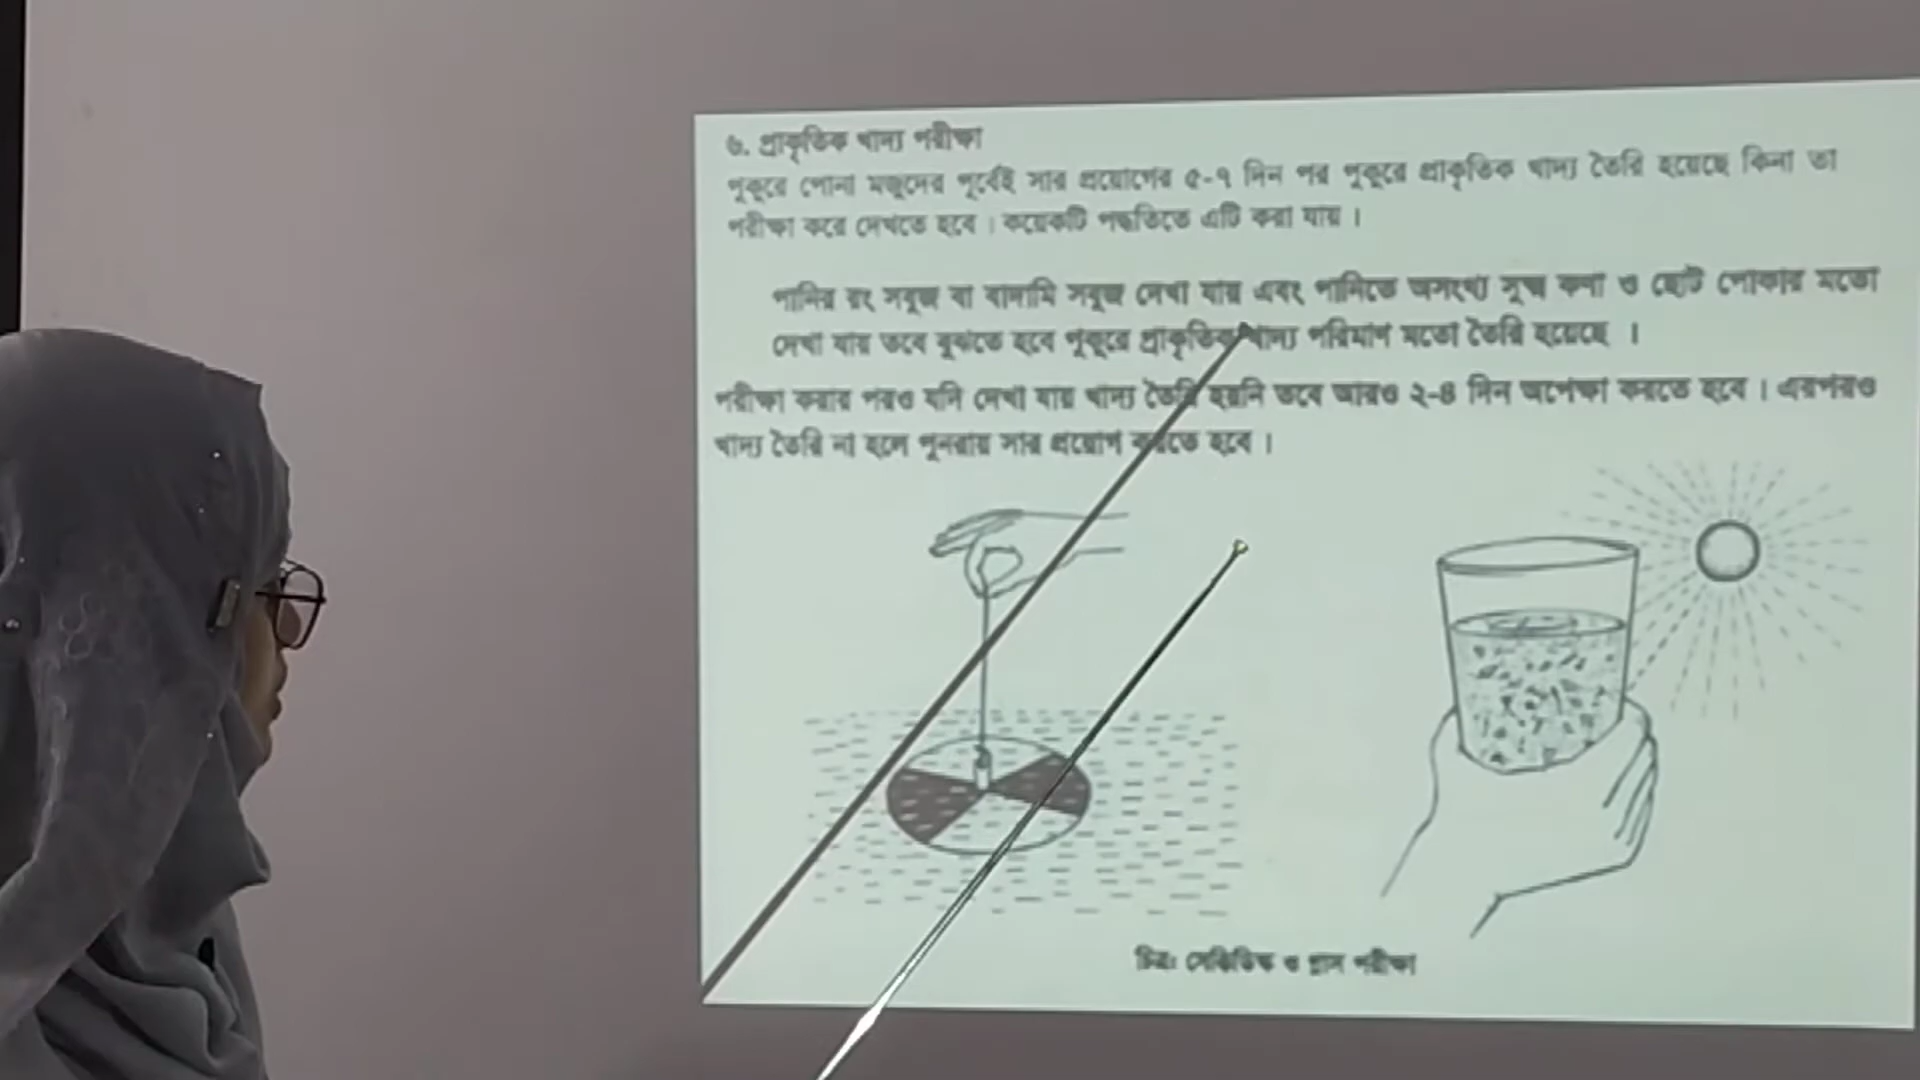 ৬. প্রাকৃতিক খাদ্য পরীক্ষা
পুকুরে পোনা মজুদের পূর্বেই সার প্রয়োগের ৫-৭ দিন পর পুকুরে প্রাকৃতিক খাদ্য তৈরি হয়েছে কিনা তা
পরীক্ষা করে দেখতে হবে । কয়েকটি পদ্ধতিতে এটি করা যায় ।
পানির রং সবুজ বা বাদামি সবুজ দেখা যায় এবং পানিতে অসংখ্য সূক্ষ্ম কনা ও ছোট পোকার মতো
দেখা যায় তবে বুঝতে হবে পুকুরে প্রাকৃতিক খাদ্য পরিমাণ মতো তৈরি হয়েছে ।
পরীক্ষা করার পরও যদি দেখা যায় খাদ্য তৈরি হয়নি তবে আরও ২-৪ দিন অপেক্ষা করতে হবে । এরপরও
খাদ্য তৈরি না হলে পুনরায় সার প্রয়োগ করতে হবে ।
চিত্র: সেক্কিডিস্ক ও গ্লাস পরীক্ষা